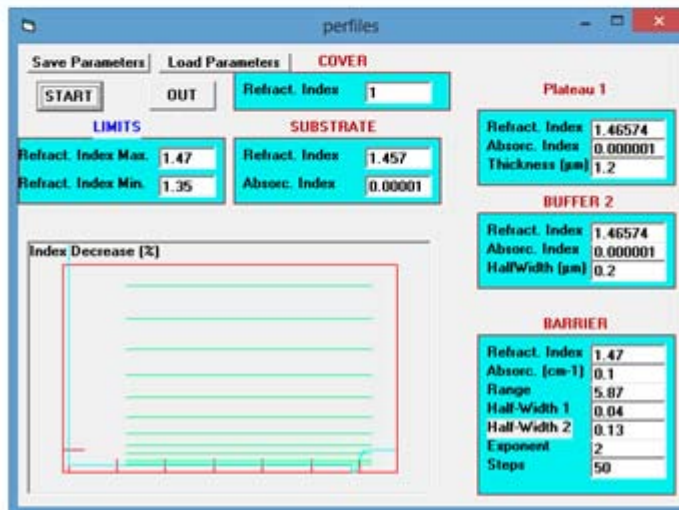 perfiles
Save Parameters Load Parameters
START OUT
COVER
Refract. Index 1
LIMITS
Refract. Index Max. 1.47
Refract. Index Min. 1.35
SUBSTRATE
Refract. Index 1.457
Absorc. Index 0.00001
Plateau 1
Refract. Index 1.46574
Absorc. Index 0.000001
Thickness (µm) 1.2
BUFFER 2
Refract. Index 1.46574
Absorc. Index 0.000001
HalfWidth (µm) 0.2
Index Decrease (%)
BARRIER
Refract. Index 1.47
Absorc. (cm-1) 0.1
Range 5.87
Half-Width 1 0.04
Half-Width 2 0.13
Exponent 2
Steps 50